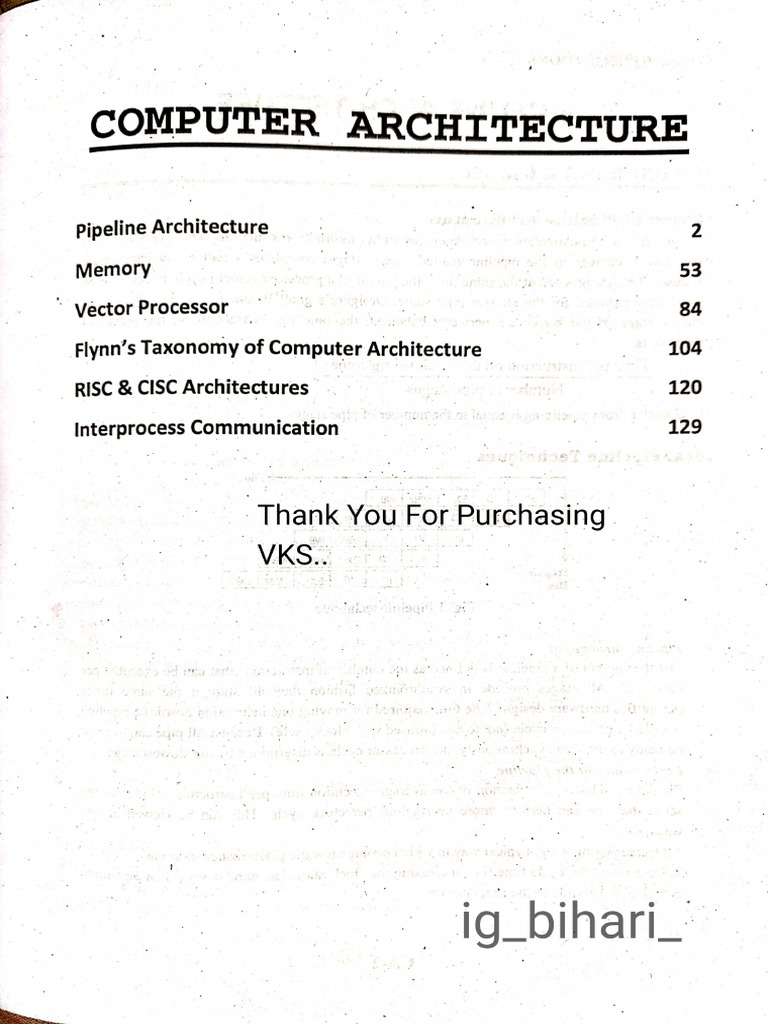 COMPUTER ARCHITECTURE
Pipeline Architecture 2
Memory 53
Vector Processor 84
Flynn's Taxonomy of Computer Architecture 104
RISC & CISC Architectures 120
Interprocess Communication 129
Thank You For Purchasing
VKS..
ig_bihari_